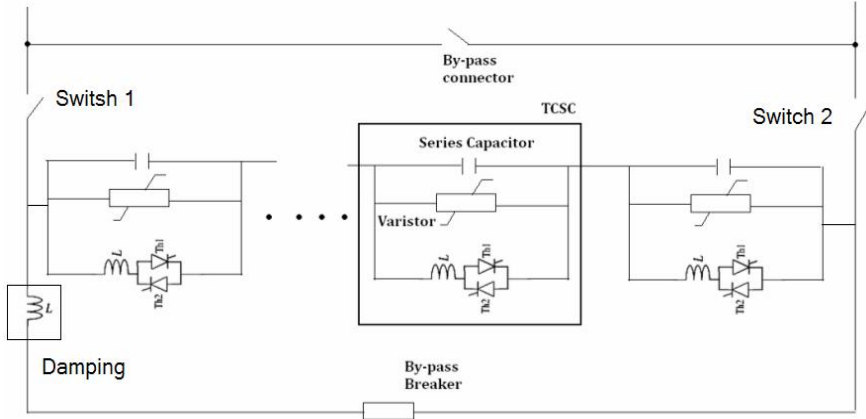 By-pass
connector
Switsh 1
TCSC
Switch 2
Series Capacitor
Varistor
L
Th1
Th2
L
Th1
Th2
L
Th1
Th2
L
Damping
By-pass
Breaker